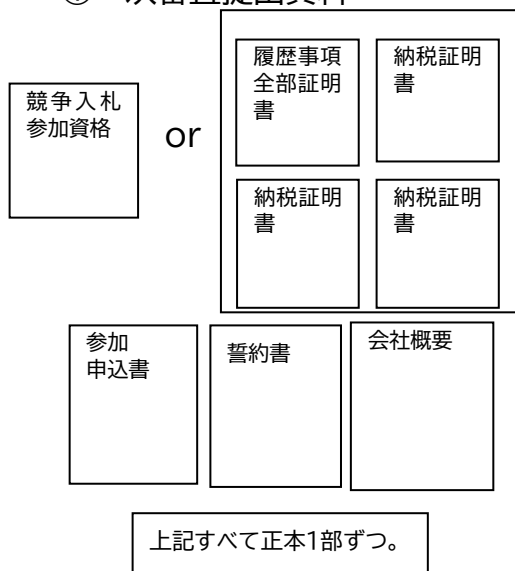 競争入札
参加資格
or
履歴事項
全部証明
書
納税証明
書
納税証明
書
納税証明
書
参加
申込書
誓約書
会社概要
上記すべて正本1部ずつ。